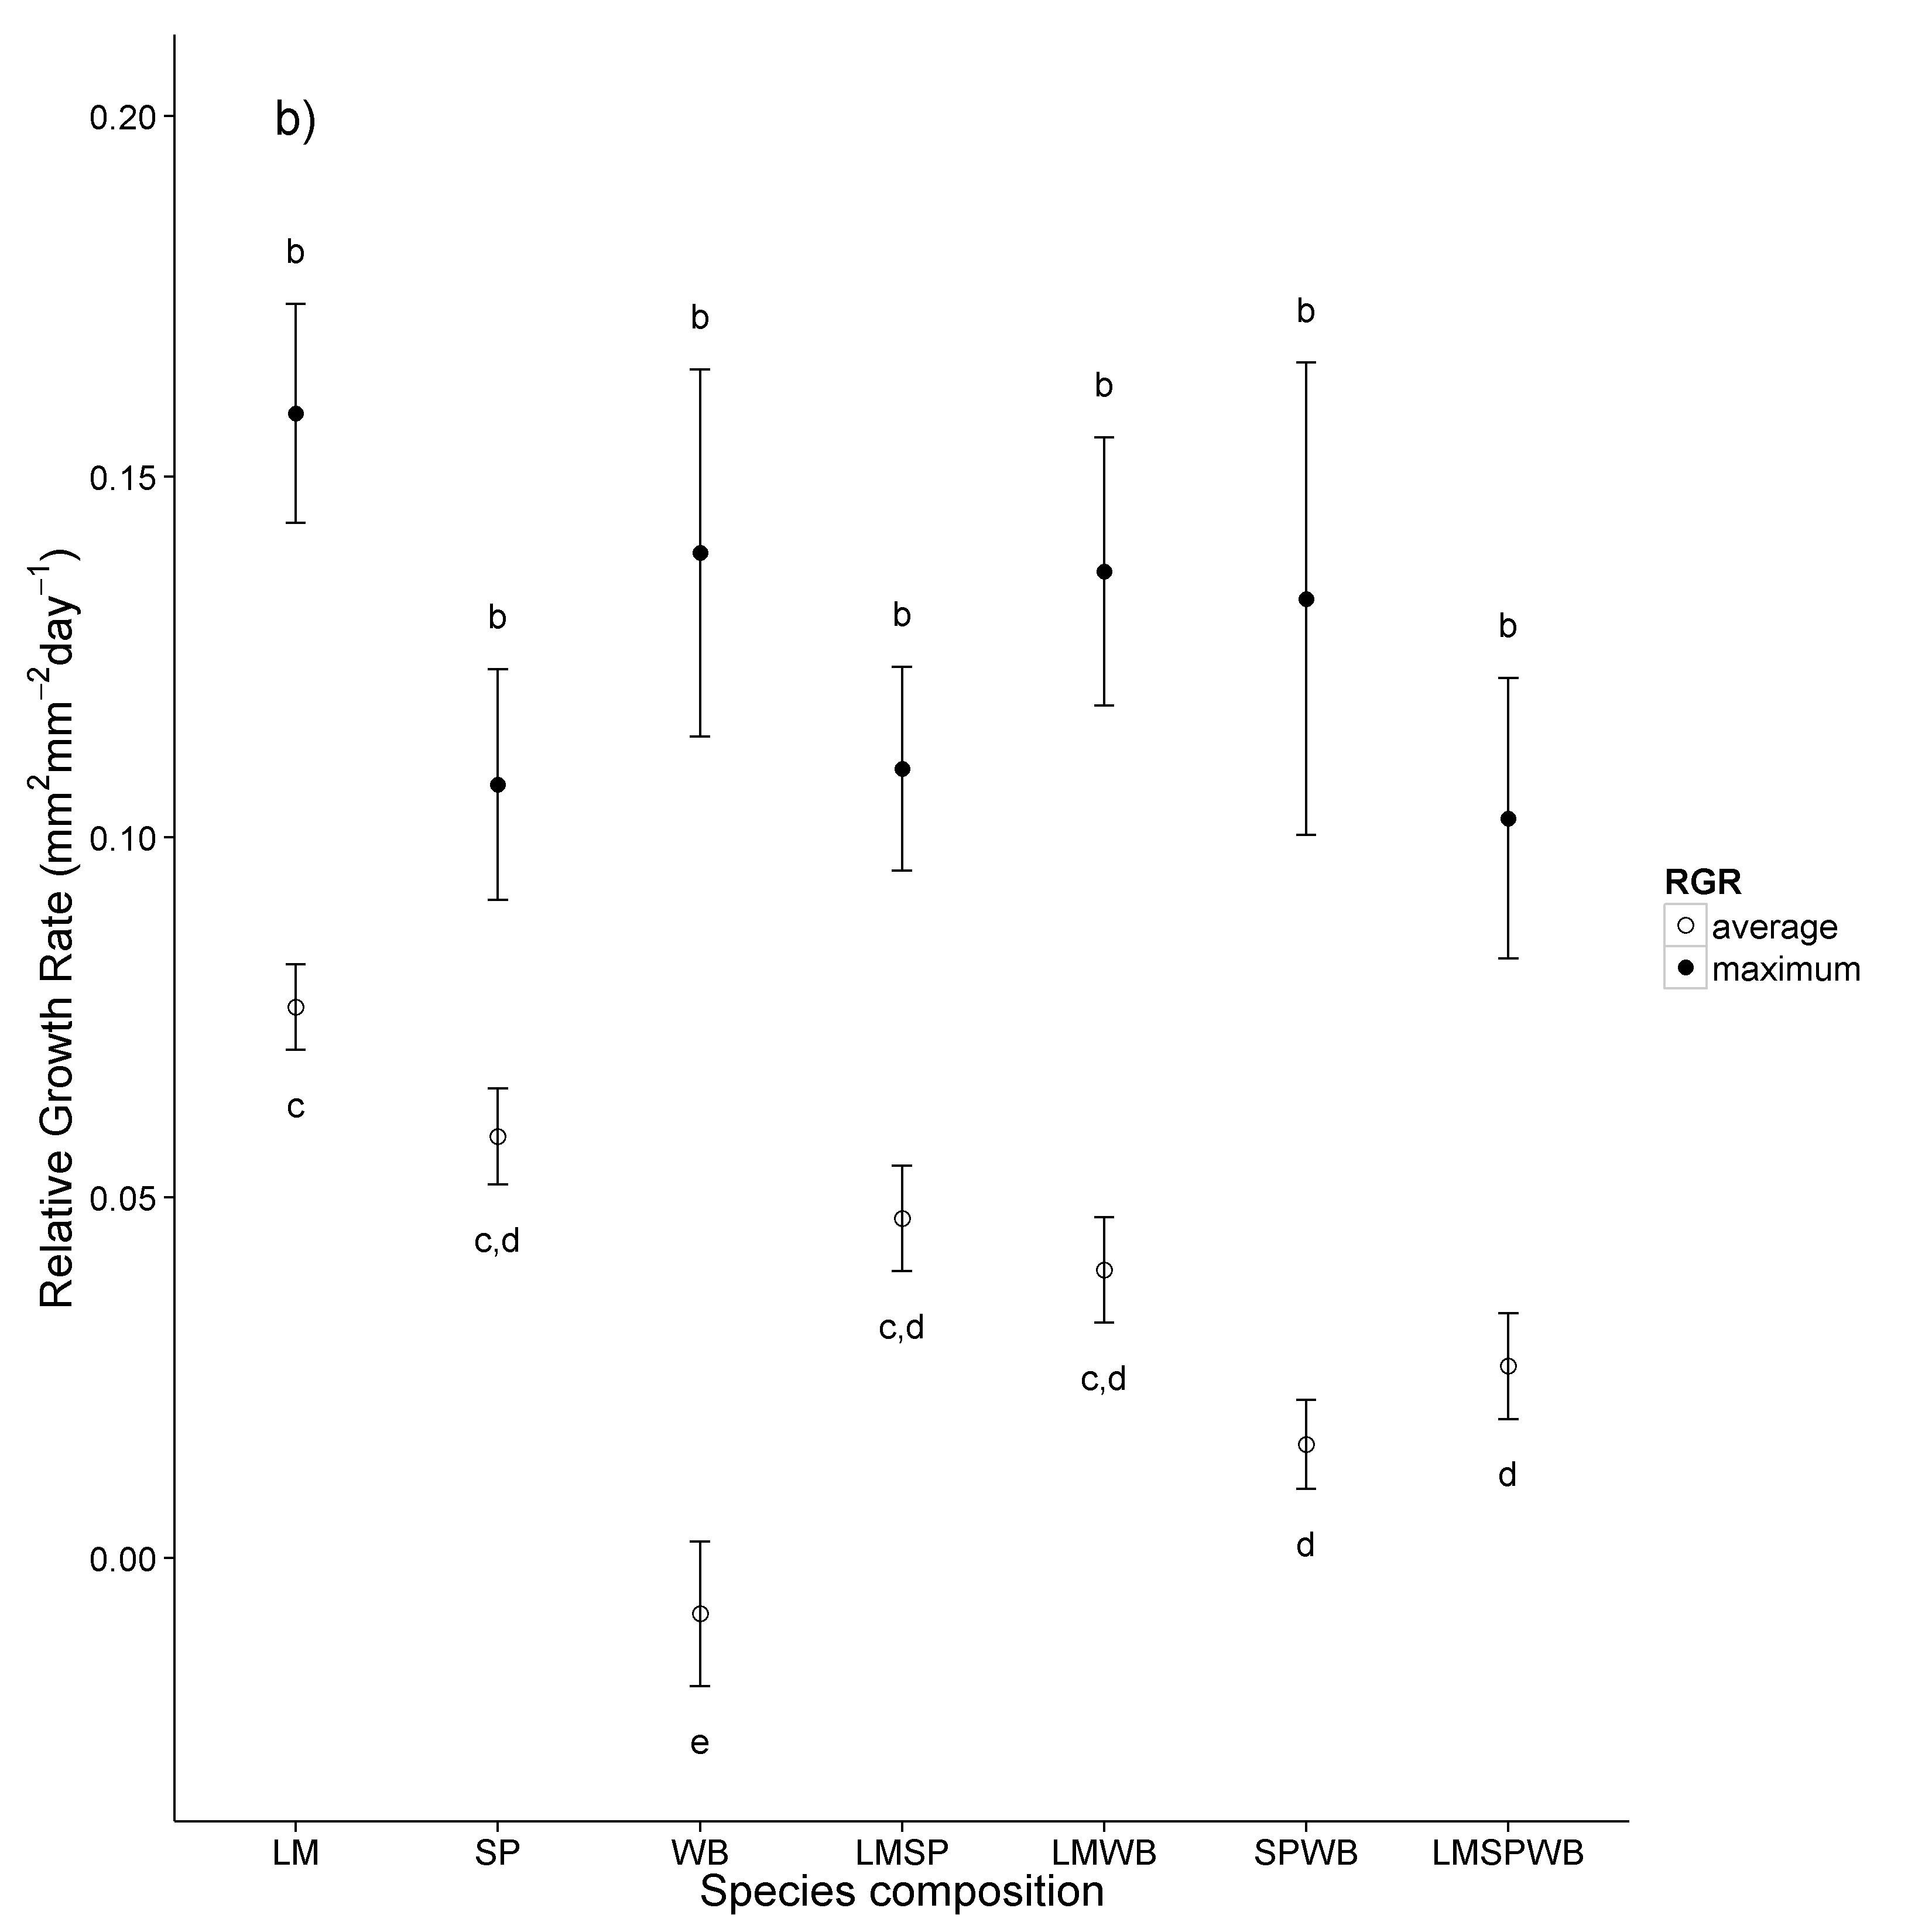 b)
0.20
0.15
0.10
0.05
0.00
Relative Growth Rate (mm²mm⁻²day⁻¹)
b
b
b
b
b
b
b
c
c,d
e
c,d
c,d
d
d
LM SP WB LMSP LMWB SPWB LMSPWB
Species composition
RGR
average
maximum